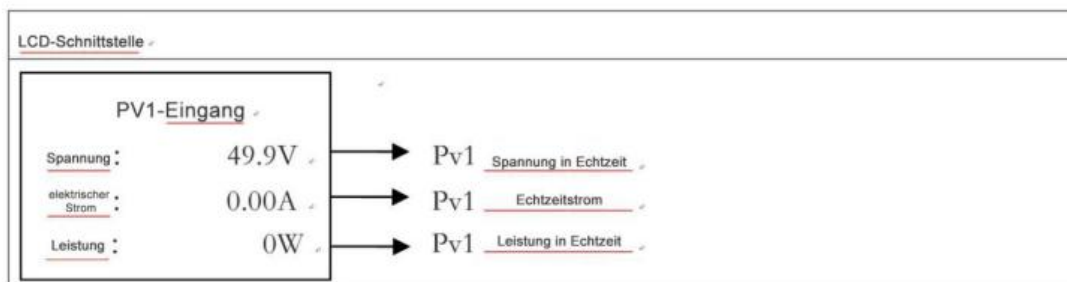 LCD-Schnittstelle
PV1-Eingang
Spannung: 49.9V Pv1 Spannung in Echtzeit
elektrischer
Strom : 0.00A Pv1 Echtzeitstrom
Leistung : 0W Pv1 Leistung in Echtzeit